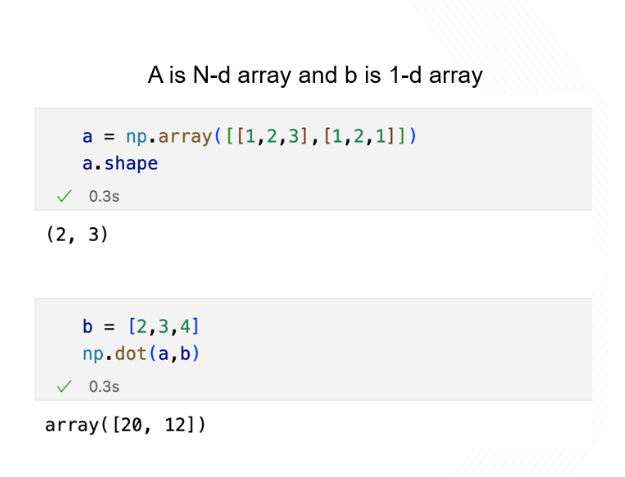 A is N-d array and b is 1-d array
a = np.array([[1,2,3],[1,2,1]])
a.shape
✓ 0.3s
(2, 3)
b = [2,3,4]
np.dot(a,b)
✓ 0.3s
array([20, 12])